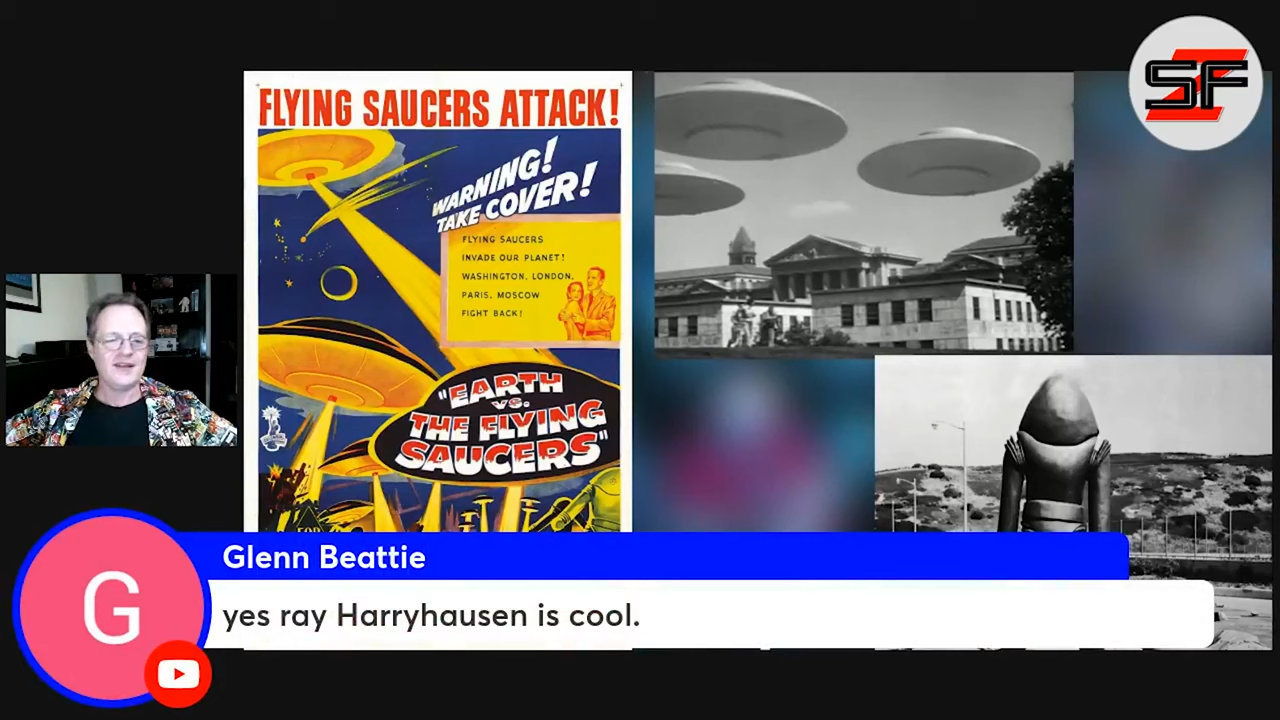 SF
FLYING SAUCERS ATTACK!
WARNING!
TAKE COVER!
FLYING SAUCERS
INVADE OUR PLANET!
WASHINGTON, LONDON,
PARIS, MOSCOW
FIGHT BACK!
"EARTH
VS.
THE FLYING
SAUCERS"
FOR
Glenn Beattie
G
yes ray Harryhausen is cool.